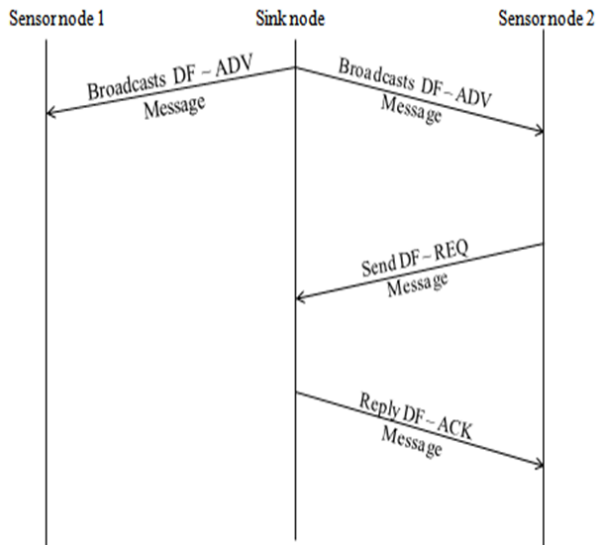 Sensor node 1
Sink node
Sensor node 2
Broadcasts DF – ADV
Message
Broadcasts DF – ADV
Message
Send DF – REQ
Message
Reply DF – ACK
Message